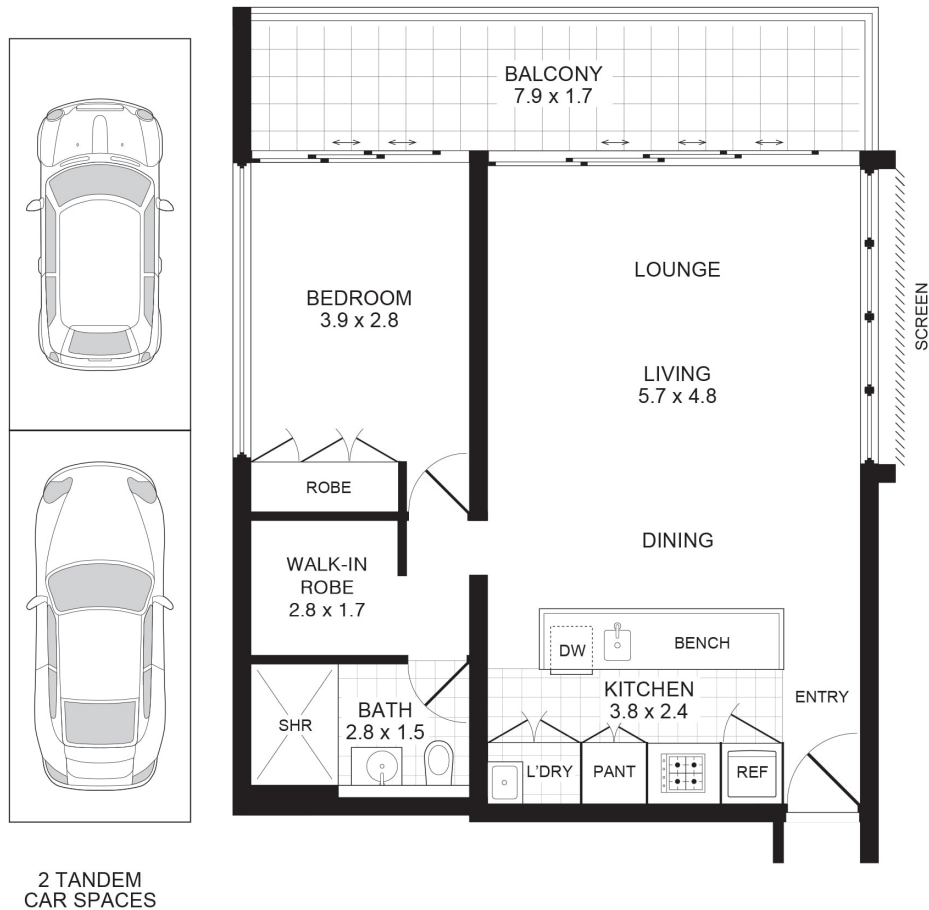 BALCONY
7.9 x 1.7
LOUNGE
BEDROOM
3.9 x 2.8
SCREEN
LIVING
5.7 x 4.8
ROBE
DINING
WALK-IN
ROBE
2.8 x 1.7
DW
BENCH
KITCHEN
3.8 x 2.4
ENTRY
SHR
BATH
2.8 x 1.5
L'DRY
PANT
REF
2 TANDEM
CAR SPACES